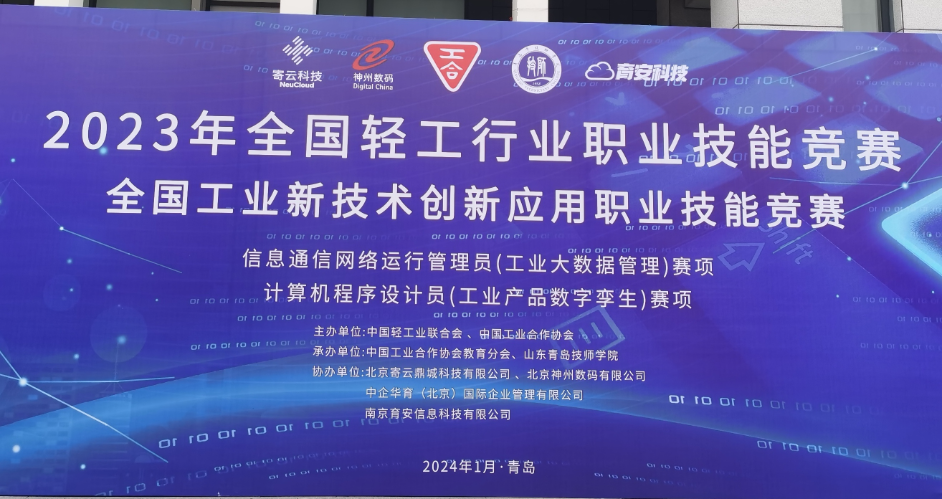 寄云科技
NeuCloud
神州数码
Digital China
工合
育安科技
2023年全国轻工行业职业技能竞赛
全国工业新技术创新应用职业技能竞赛
信息通信网络运行管理员(工业大数据管理)赛项
计算机程序设计员(工业产品数字孪生)赛项
主办单位:中国轻工业联合会、中国工业合作协会
承办单位:中国工业合作协会教育分会、山东青岛技师学院
协办单位:北京寄云鼎城科技有限公司、北京神州数码有限公司
中企华育（北京）国际企业管理有限公司
南京育安信息科技有限公司
2024年1月·青岛